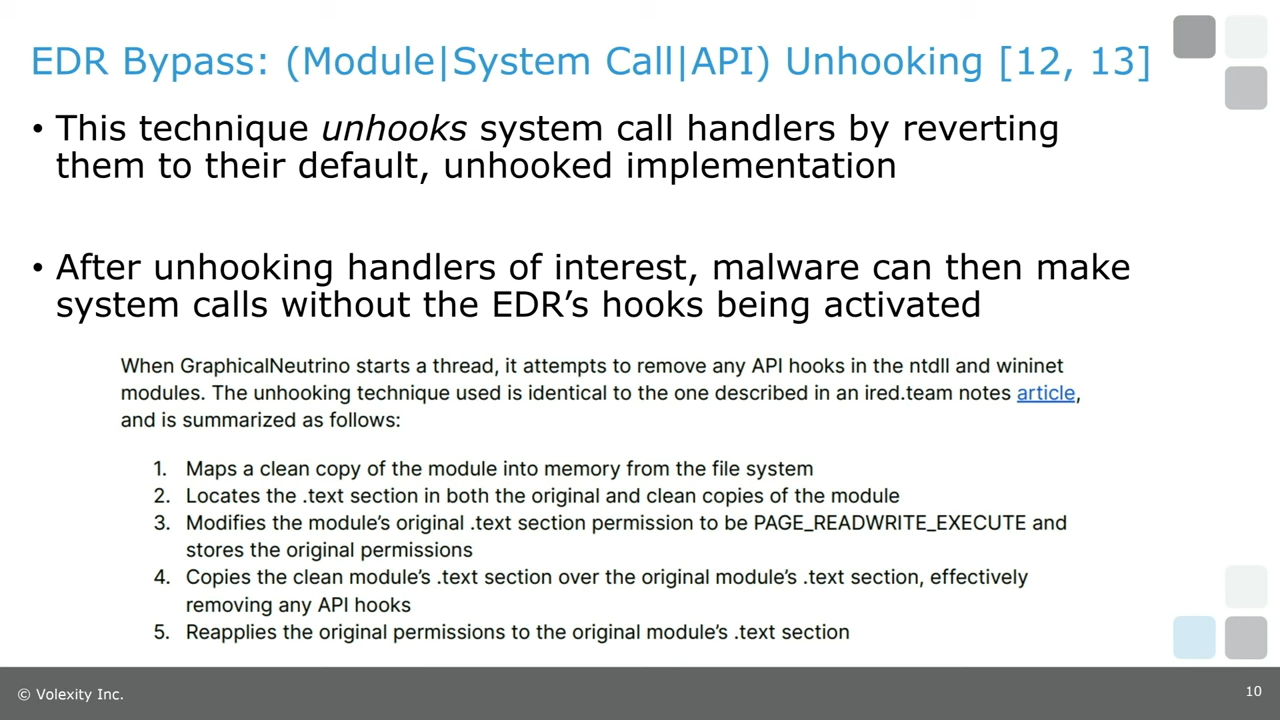 EDR Bypass: (Module|System Call|API) Unhooking [12, 13]
• This technique unhooks system call handlers by reverting
them to their default, unhooked implementation
• After unhooking handlers of interest, malware can then make
system calls without the EDR’s hooks being activated
When GraphicalNeutrino starts a thread, it attempts to remove any API hooks in the ntdll and wininet
modules. The unhooking technique used is identical to the one described in an ired.team notes article,
and is summarized as follows:
1. Maps a clean copy of the module into memory from the file system
2. Locates the .text section in both the original and clean copies of the module
3. Modifies the module’s original .text section permission to be PAGE_READWRITE_EXECUTE and
stores the original permissions
4. Copies the clean module’s .text section over the original module’s .text section, effectively
removing any API hooks
5. Reapplies the original permissions to the original module’s .text section
© Volexity Inc.
10